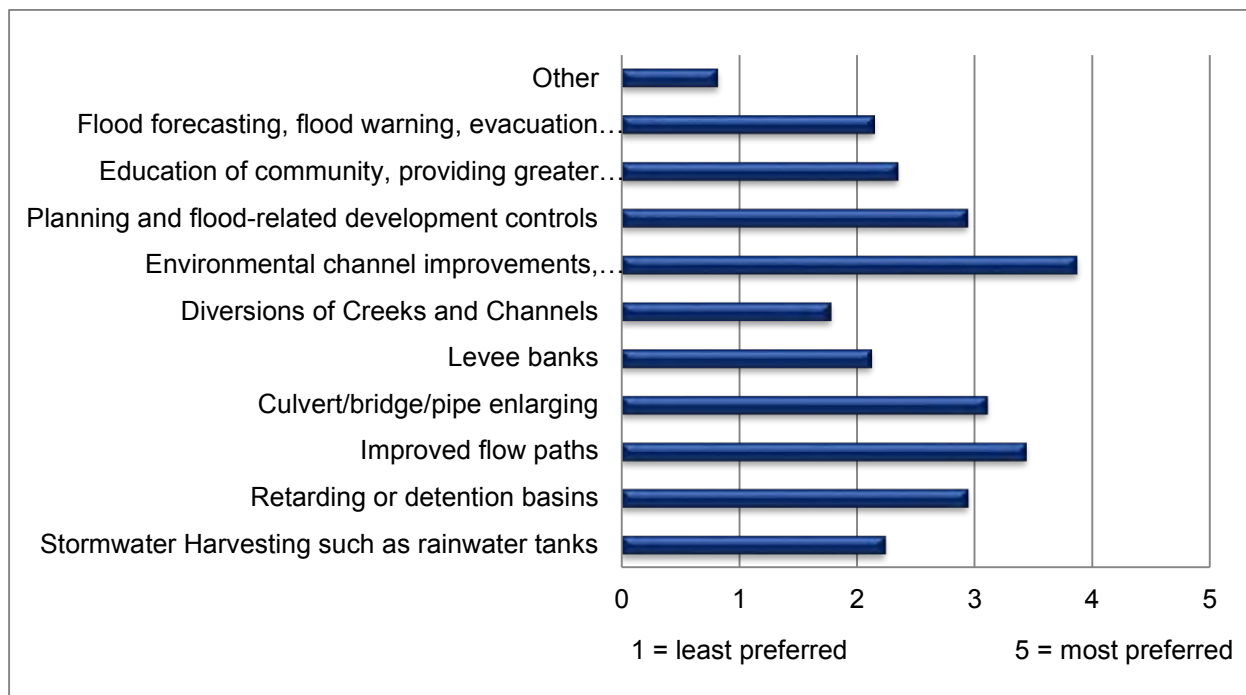 Other
Flood forecasting, flood warning, evacuation…
Education of community, providing greater…
Planning and flood-related development controls
Environmental channel improvements,…
Diversions of Creeks and Channels
Levee banks
Culvert/bridge/pipe enlarging
Improved flow paths
Retarding or detention basins
Stormwater Harvesting such as rainwater tanks
0 1 2 3 4 5
1 = least preferred 5 = most preferred